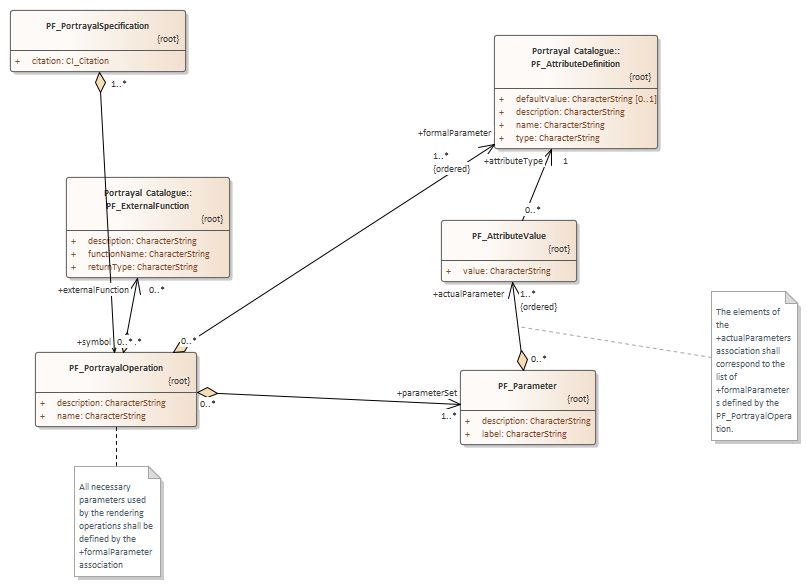 PF_PortrayalSpecification
{root}
+ citation: CI_Citation
1..*
Portrayal Catalogue::
PF_AttributeDefinition
{root}
+ defaultValue: CharacterString [0..1]
+ description: CharacterString
+ name: CharacterString
+ type: CharacterString
+formalParameter
1..*
{ordered}
+attributeType
1
Portrayal Catalogue::
PF_ExternalFunction
{root}
+ description: CharacterString
+ functionName: CharacterString
+ returnType: CharacterString
0..*
PF_AttributeValue
{root}
+ value: CharacterString
+externalFunction
0..*
+actualParameter
1..*
{ordered}
The elements of
the
+actualParameters
association shall
correspond to the
list of
+formalParameter
s defined by the
PF_PortrayalOpera
tion.
+symbol
0..*
.*
0..*
PF_PortrayalOperation
{root}
+ description: CharacterString
+ name: CharacterString
0..*
0..*
PF_Parameter
{root}
+ description: CharacterString
+ label: CharacterString
+parameterSet
1..*
All necessary
parameters used
by the rendering
operations shall be
defined by the
+formalParameter
association